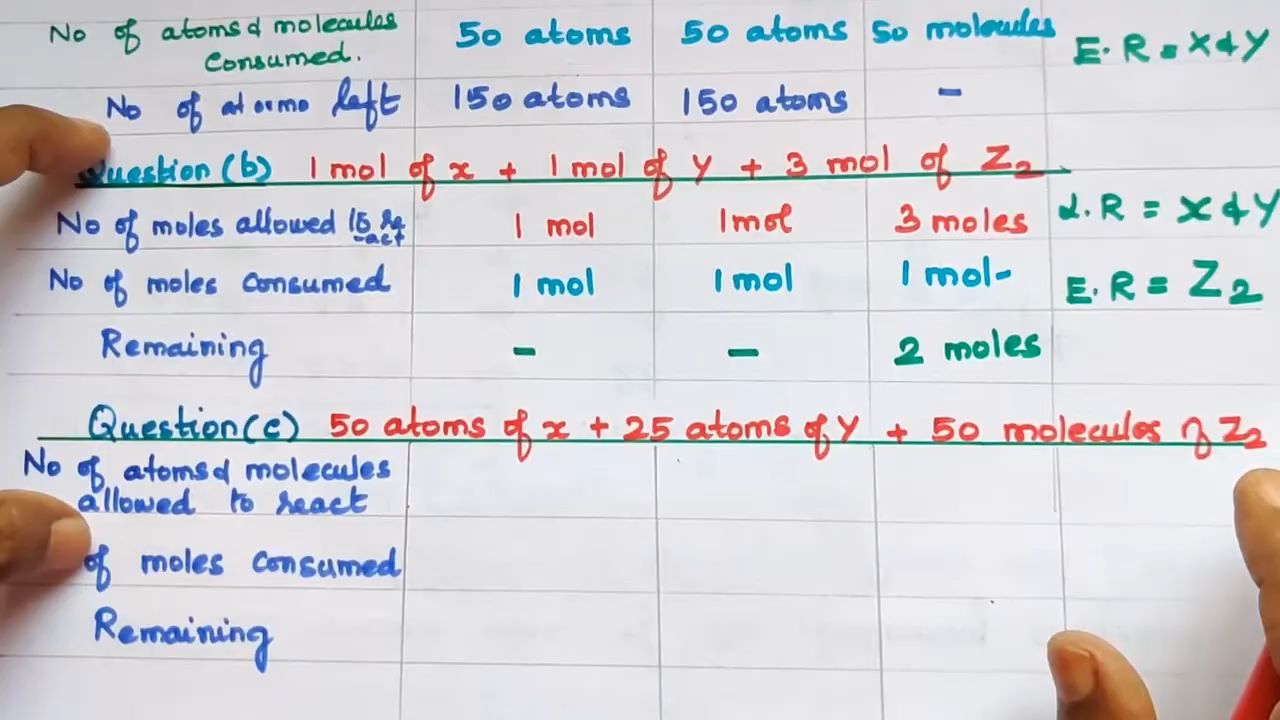 No of atoms & molecules 50 atoms 50 atoms 50 molecules
Consumed. E.R = X & Y
No of atoms left 150 atoms 150 atoms -
Question (b) 1 mol of x + 1 mol of Y + 3 mol of Z2
No of moles allowed to re 1 mol 1 mol 3 moles L.R = X & Y
-act
No of moles consumed 1 mol 1 mol 1 mol- E.R = Z2
Remaining - - 2 moles
Question (c) 50 atoms of x + 25 atoms of Y + 50 molecules of Z2
No of atoms & molecules
allowed to react
of moles consumed
Remaining